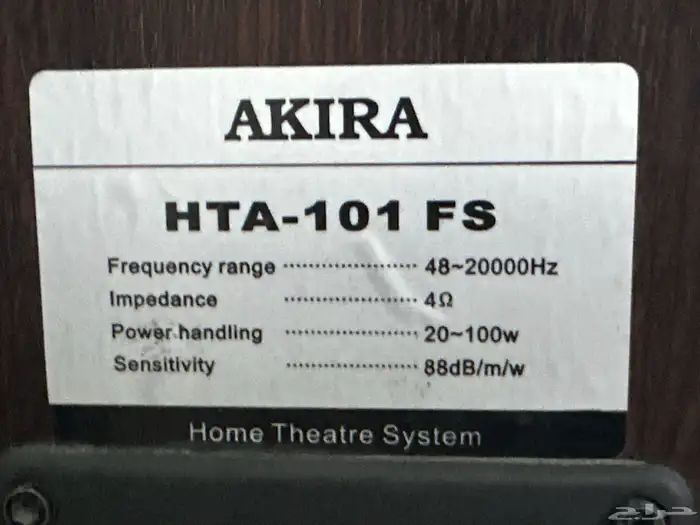 AKIRA
HTA-101 FS
Frequency range ···················· 48~20000Hz
Impedance ···················· 4Ω
Power handling ···················· 20~100w
Sensitivity ···················· 88dB/m/w
Home Theatre System
حراج